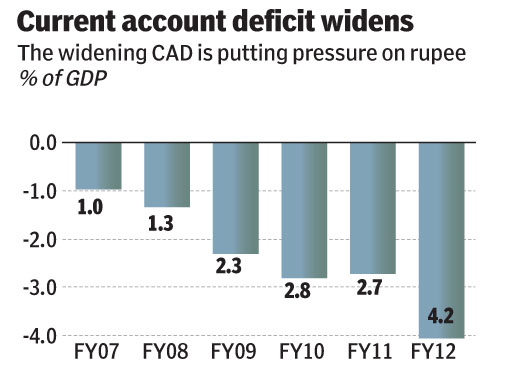 Current account deficit widens
The widening CAD is putting pressure on rupee
% of GDP
0.0
-1.0
-2.0
-3.0
-4.0
1.0
1.3
2.3
2.8
2.7
4.2
FY07 FY08 FY09 FY10 FY11 FY12